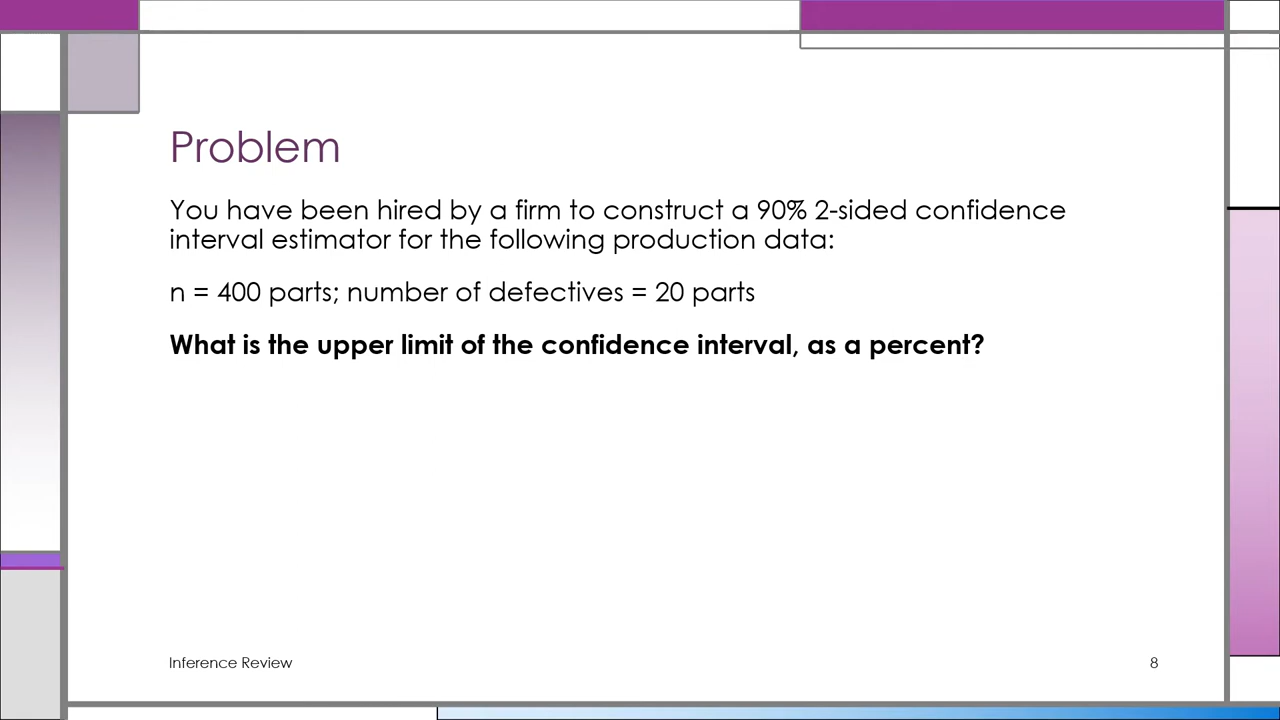 Problem
You have been hired by a firm to construct a 90% 2-sided confidence
interval estimator for the following production data:
n = 400 parts; number of defectives = 20 parts
What is the upper limit of the confidence interval, as a percent?
Inference Review
8